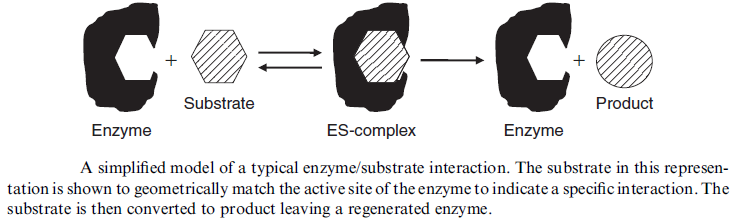 +
+
Substrate
Product
Enzyme
ES-complex
Enzyme
A simplified model of a typical enzyme/substrate interaction. The substrate in this represen-
tation is shown to geometrically match the active site of the enzyme to indicate a specific interaction. The
substrate is then converted to product leaving a regenerated enzyme.